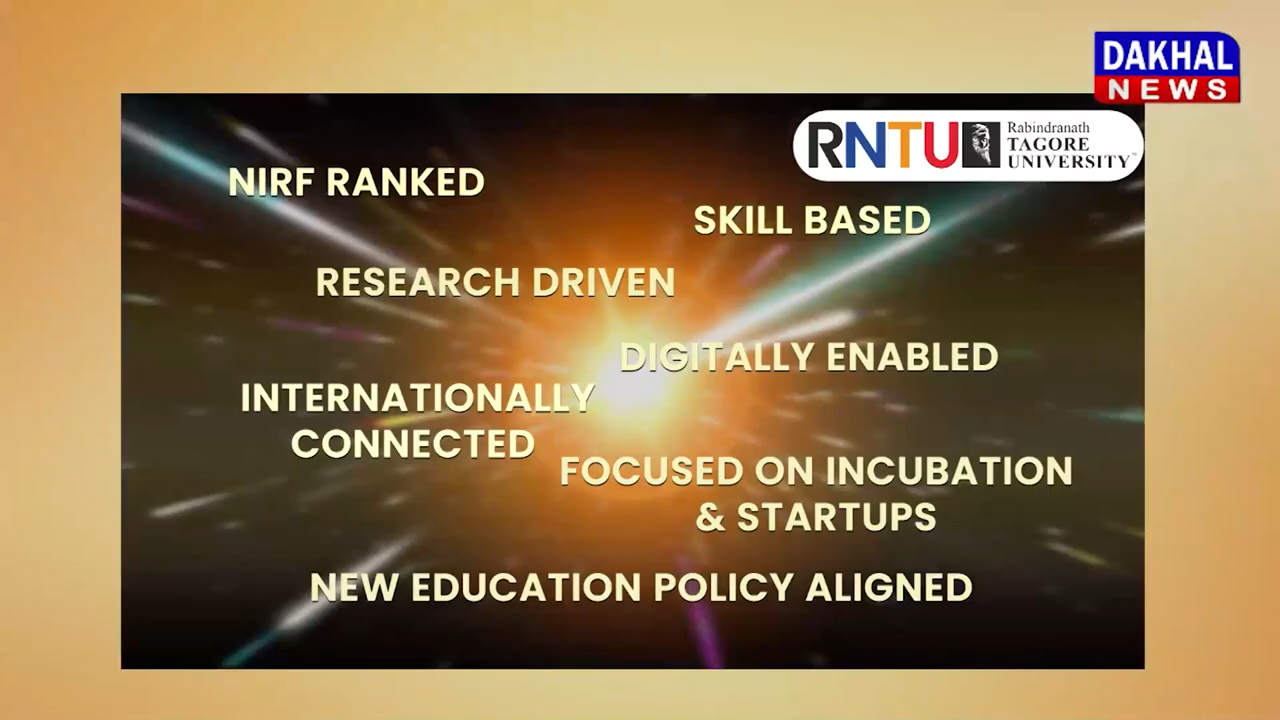 DAKHAL
NEWS
RNTU
Rabindranath
TAGORE
UNIVERSITY™
NIRF RANKED
SKILL BASED
RESEARCH DRIVEN
DIGITALLY ENABLED
INTERNATIONALLY
CONNECTED
FOCUSED ON INCUBATION
& STARTUPS
NEW EDUCATION POLICY ALIGNED